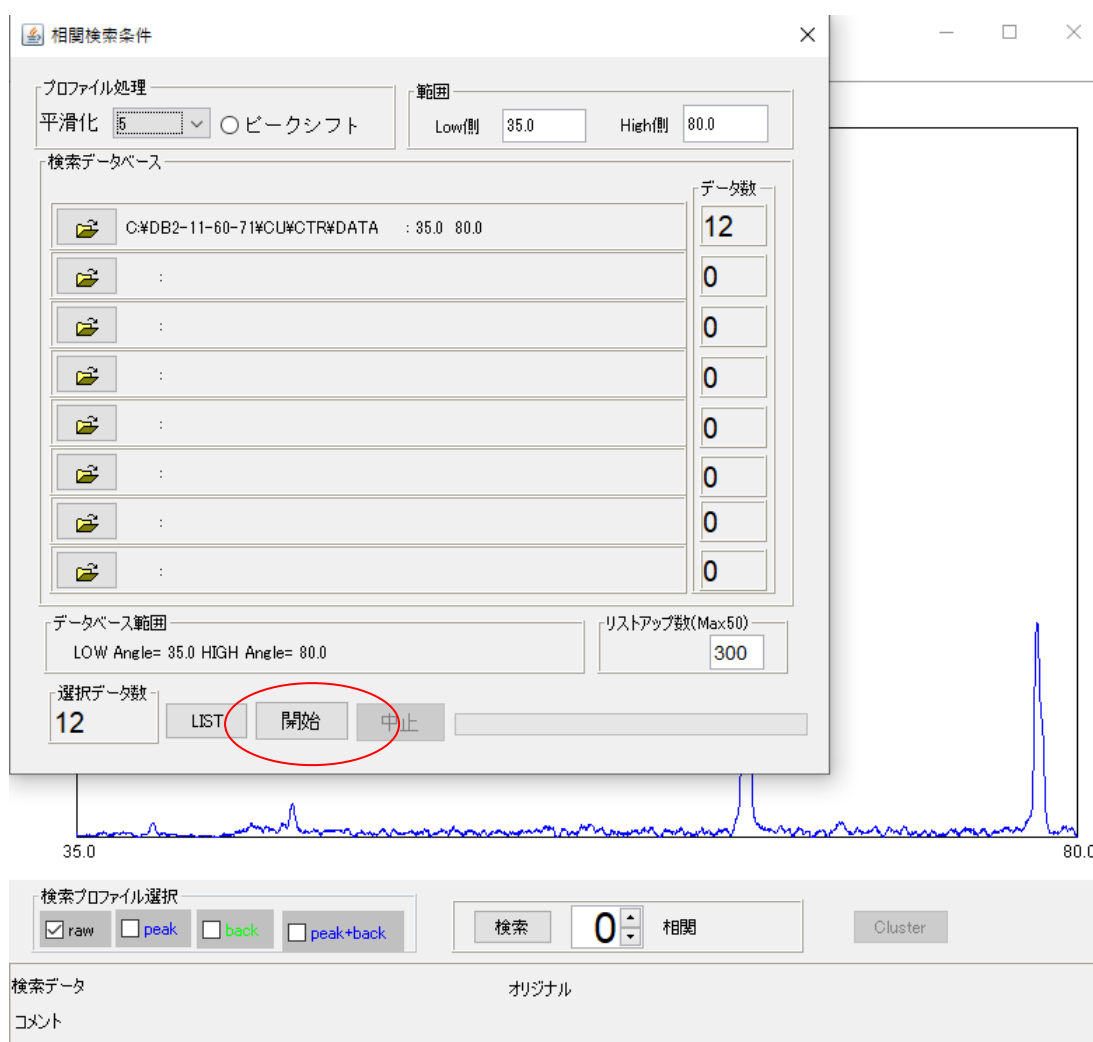 相関検索条件
プロファイル処理
平滑化 5 ピークシフト
範囲
Low側 35.0 High側 80.0
検索データベース
データ数
C:¥DB2-11-60-71¥CU¥CTR¥DATA : 35.0 80.0 12
: 0
: 0
: 0
: 0
: 0
: 0
: 0
データベース範囲
LOW Angle= 35.0 HIGH Angle= 80.0
リストアップ数(Max50)
300
選択データ数
12 LIST 開始 中止
35.0 80.0
検索プロファイル選択
raw peak back peak+back
検索 0 相関 Cluster
検索データ オリジナル
コメント